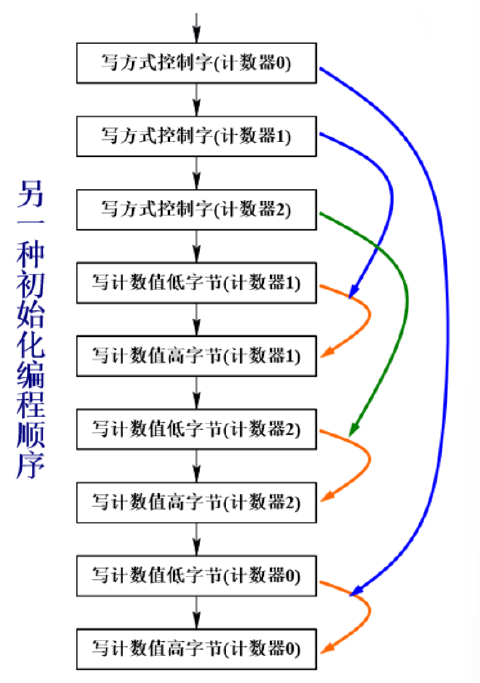 写方式控制字(计数器0)
写方式控制字(计数器1)
写方式控制字(计数器2)
写计数值低字节(计数器1)
写计数值高字节(计数器1)
写计数值低字节(计数器2)
写计数值高字节(计数器2)
写计数值低字节(计数器0)
写计数值高字节(计数器0)
另一种初始化编程顺序